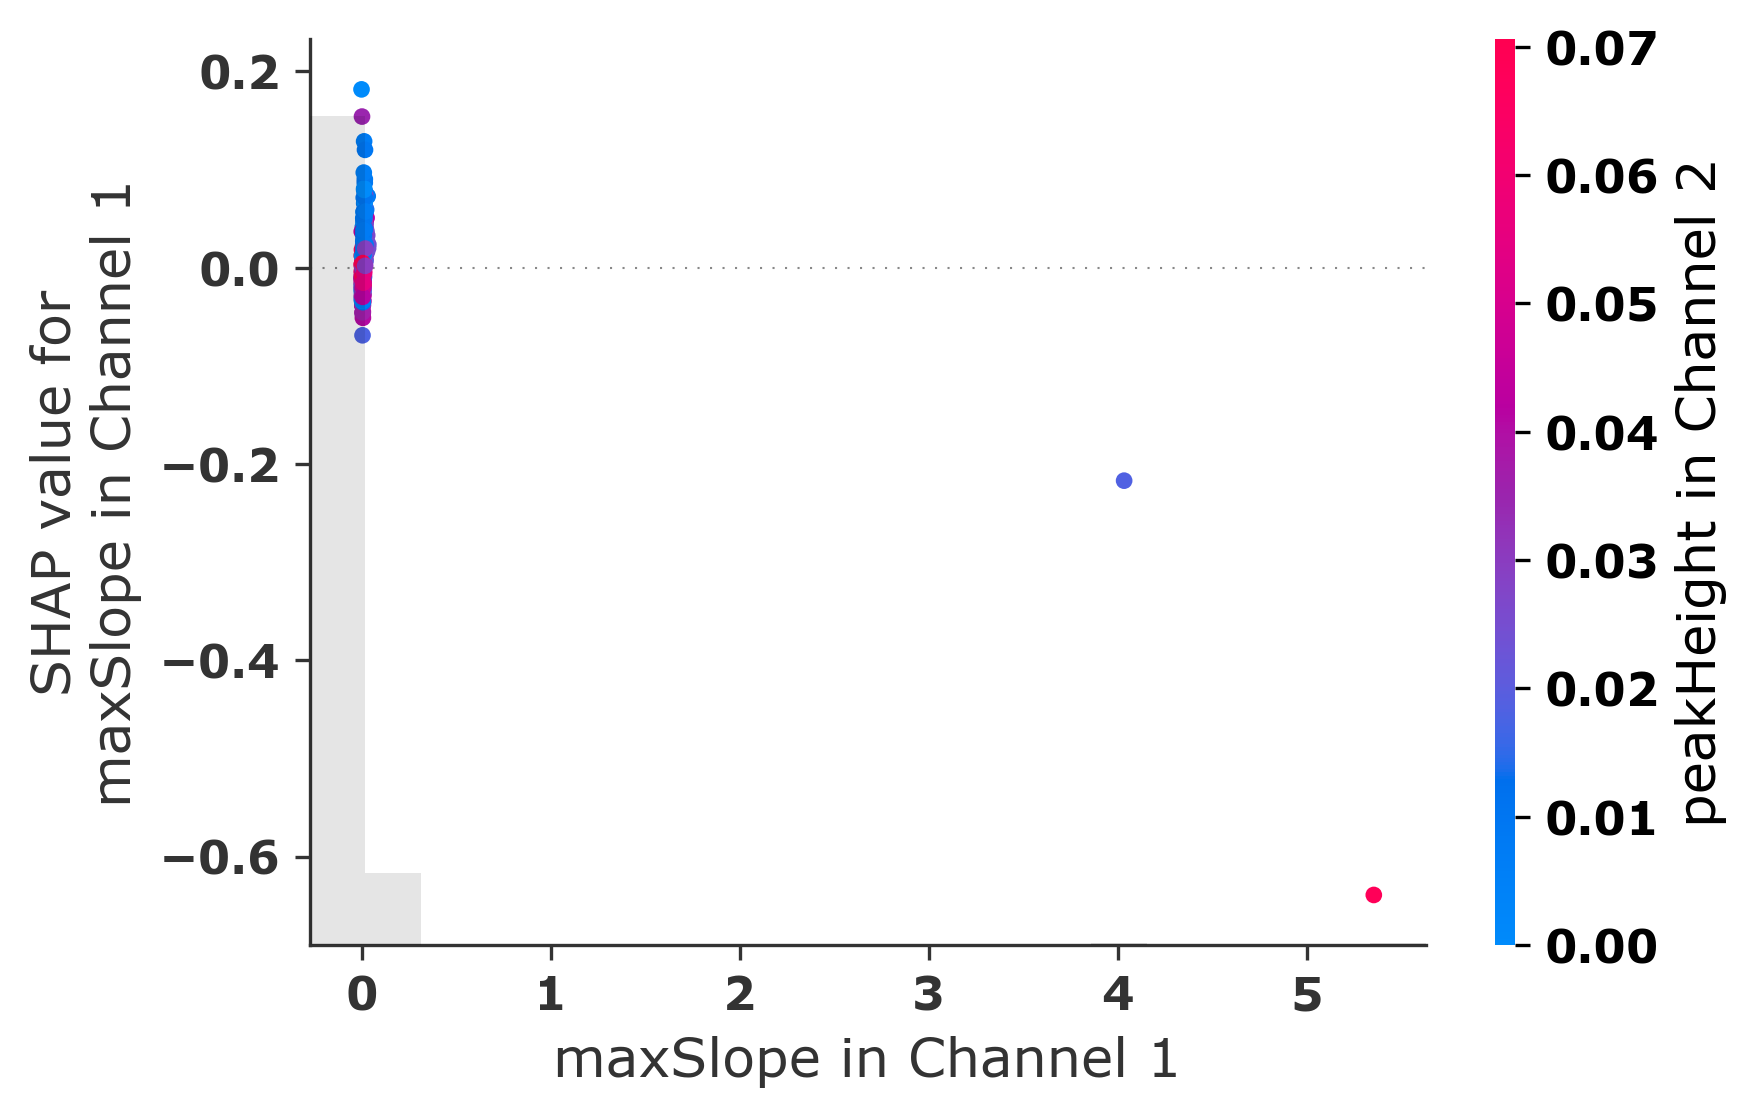 SHAP value for
maxSlope in Channel 1
0.2
0.0
−0.2
−0.4
−0.6
0 1 2 3 4 5
maxSlope in Channel 1
0.07
0.06
0.05
0.04
0.03
0.02
0.01
0.00
peakHeight in Channel 2